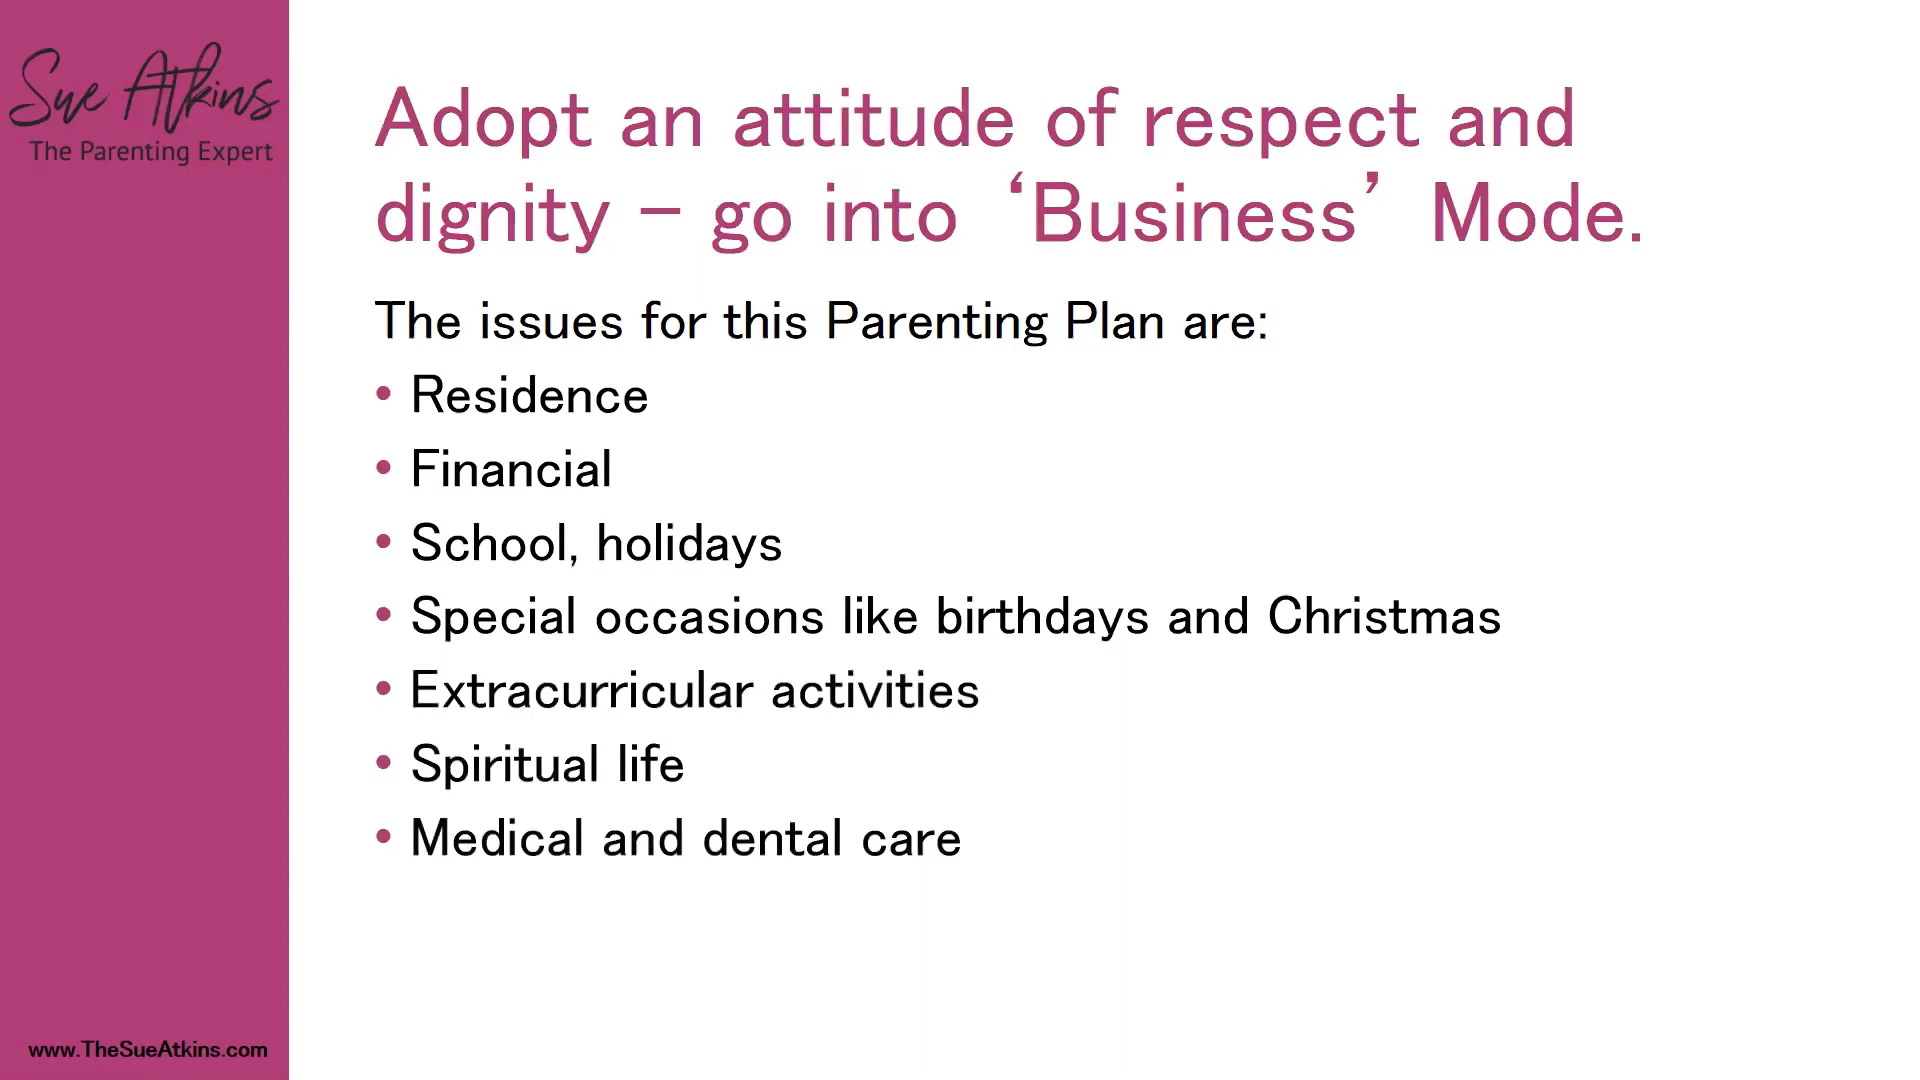 Sue Atkins
The Parenting Expert
Adopt an attitude of respect and
dignity – go into ‘Business’ Mode.
The issues for this Parenting Plan are:
• Residence
• Financial
• School, holidays
• Special occasions like birthdays and Christmas
• Extracurricular activities
• Spiritual life
• Medical and dental care
www.TheSueAtkins.com